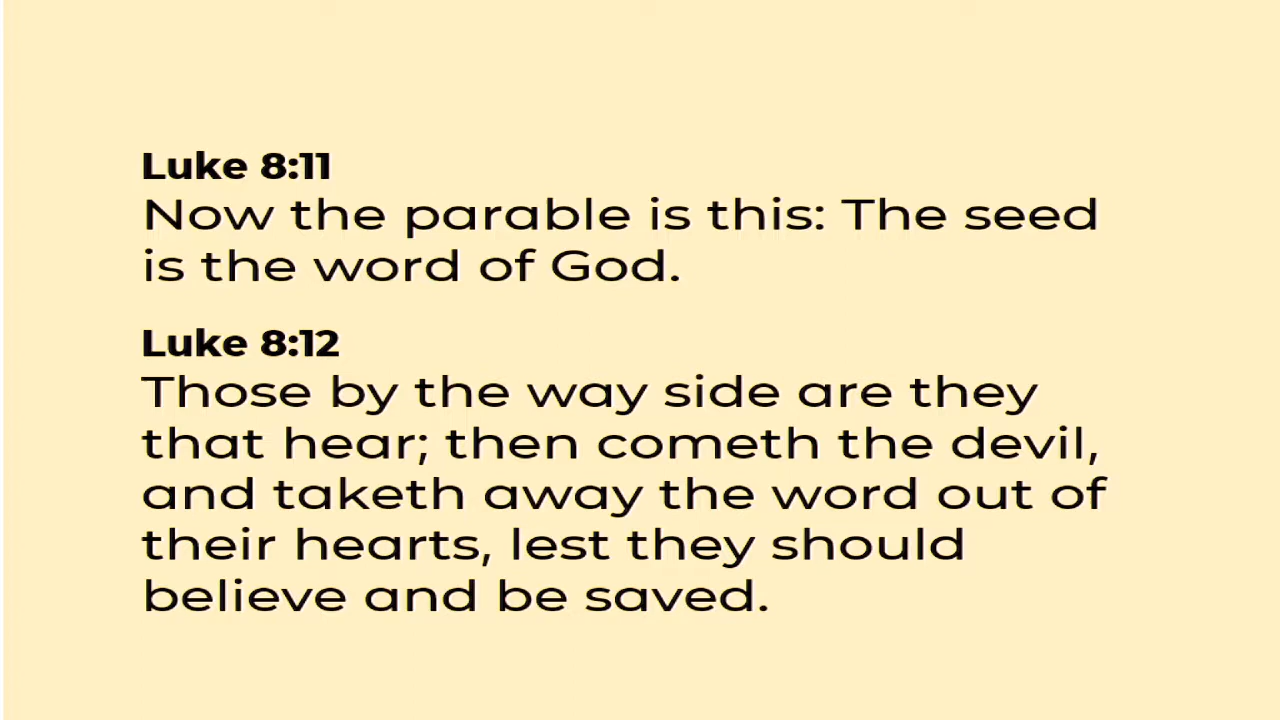 Luke 8:11
Now the parable is this: The seed
is the word of God.
Luke 8:12
Those by the way side are they
that hear; then cometh the devil,
and taketh away the word out of
their hearts, lest they should
believe and be saved.